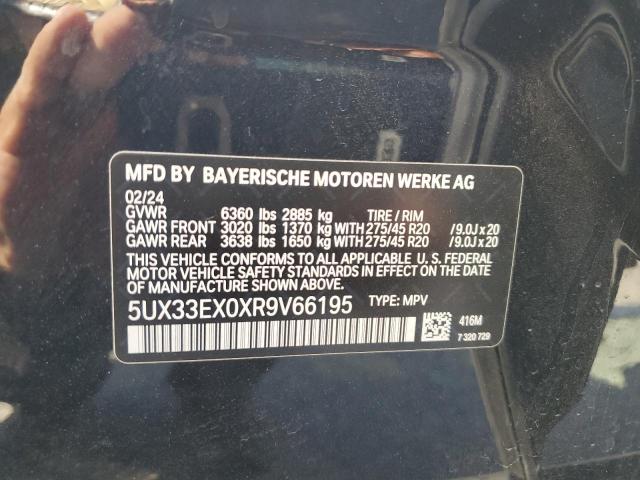 MFD BY BAYERISCHE MOTOREN WERKE AG
02/24
GVWR 6360 lbs 2885 kg TIRE / RIM
GAWR FRONT 3020 lbs 1370 kg WITH 275/45 R20 /9.0J x 20
GAWR REAR 3638 lbs 1650 kg WITH 275/45 R20 /9.0J x 20
THIS VEHICLE CONFORMS TO ALL APPLICABLE U. S. FEDERAL
MOTOR VEHICLE SAFETY STANDARDS IN EFFECT ON THE DATE
OF MANUFACTURE SHOWN ABOVE.
5UX33EX0XR9V66195 TYPE: MPV
416M
7 320 729